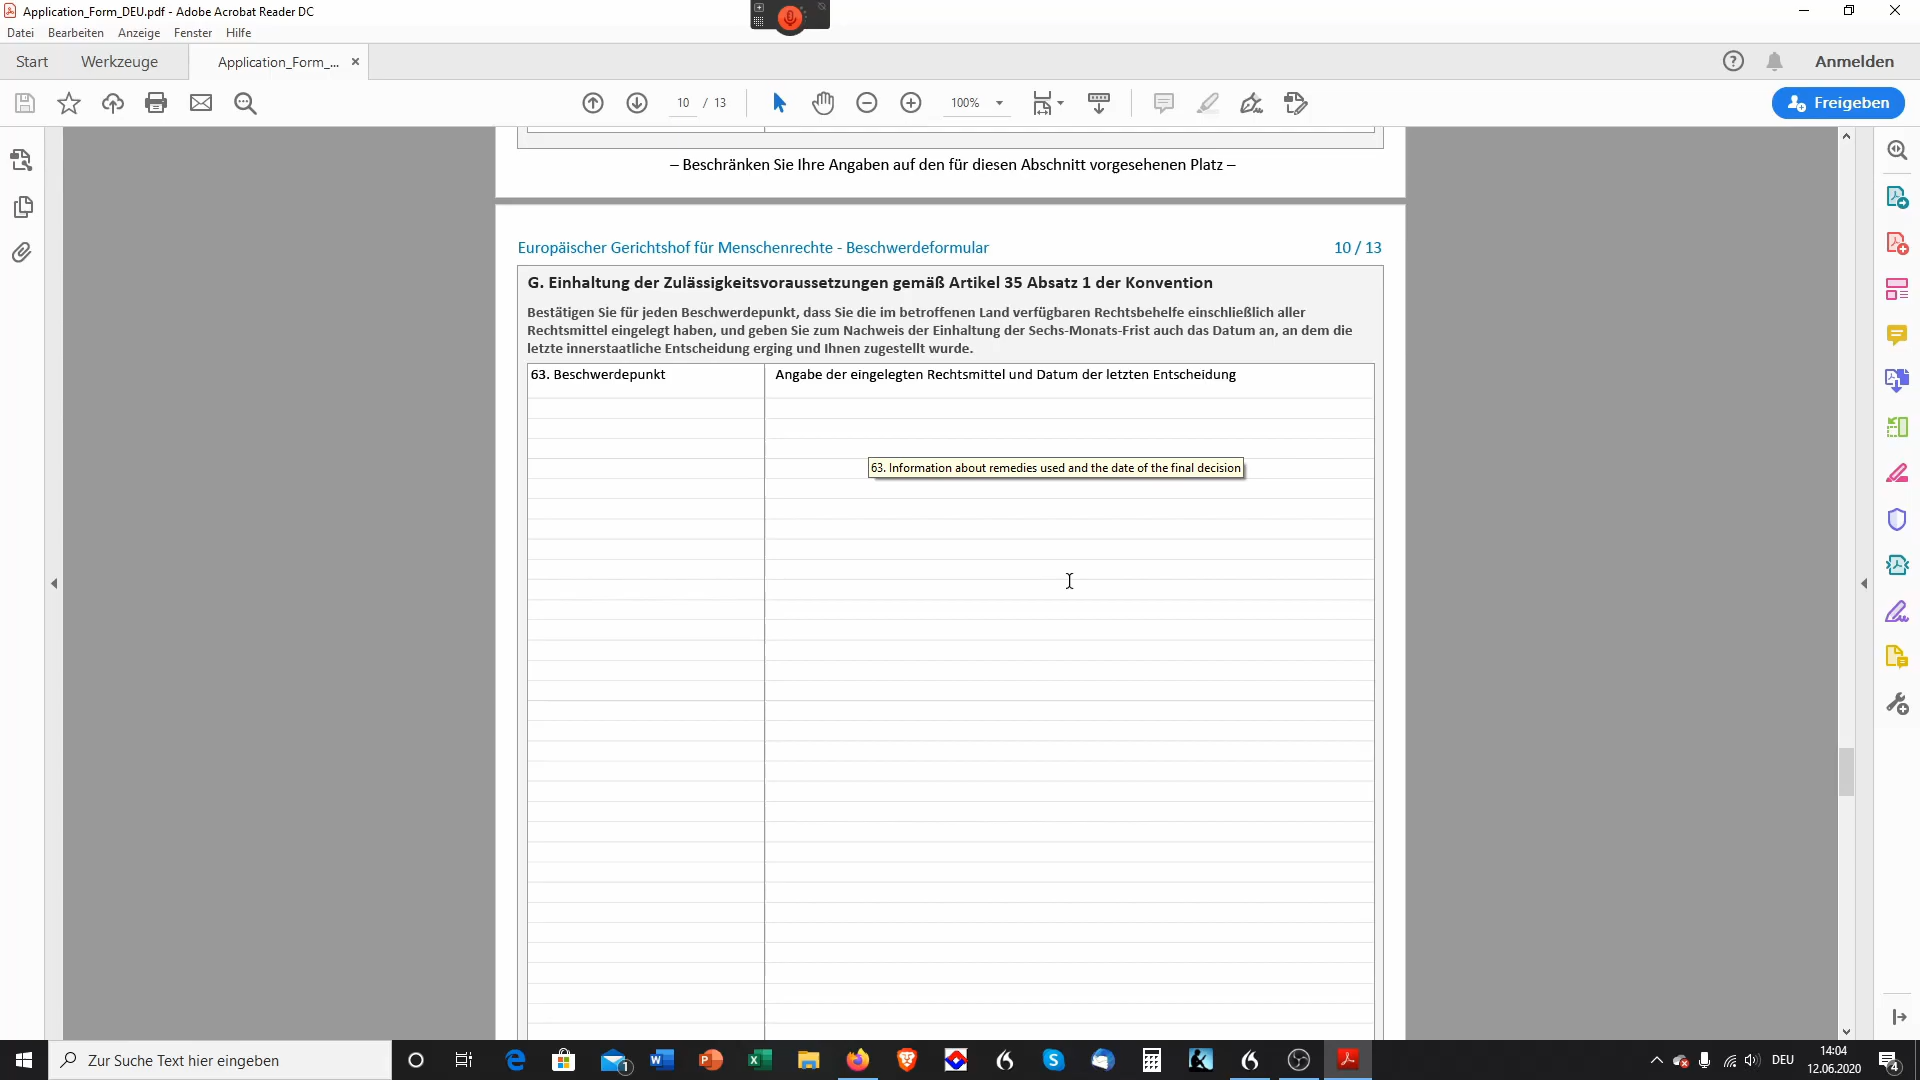 Application_Form_DEU.pdf - Adobe Acrobat Reader DC
Datei Bearbeiten Anzeige Fenster Hilfe
Start Werkzeuge Application_Form_... × Anmelden
10 / 13 100% Freigeben
– Beschränken Sie Ihre Angaben auf den für diesen Abschnitt vorgesehenen Platz –
Europäischer Gerichtshof für Menschenrechte - Beschwerdeformular 10 / 13
G. Einhaltung der Zulässigkeitsvoraussetzungen gemäß Artikel 35 Absatz 1 der Konvention
Bestätigen Sie für jeden Beschwerdepunkt, dass Sie die im betroffenen Land verfügbaren Rechtsbehelfe einschließlich aller
Rechtsmittel eingelegt haben, und geben Sie zum Nachweis der Einhaltung der Sechs-Monats-Frist auch das Datum an, an dem die
letzte innerstaatliche Entscheidung erging und Ihnen zugestellt wurde.
63. Beschwerdepunkt Angabe der eingelegten Rechtsmittel und Datum der letzten Entscheidung
63. Information about remedies used and the date of the final decision
Zur Suche Text hier eingeben 1 DEU 14:04 4
12.06.2020